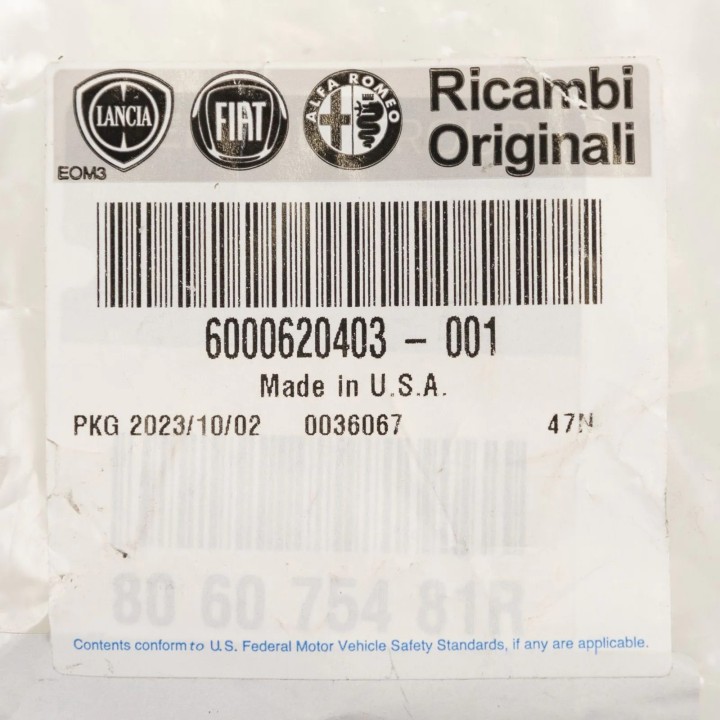 LANCIA
FIAT
ALFA ROMEO
Ricambi
Originali
EOM3
6000620403 - 001
Made in U.S.A.
PKG 2023/10/02 0036067 47N
80 60 754 81R
Contents conform to U.S. Federal Motor Vehicle Safety Standards, if any are applicable.